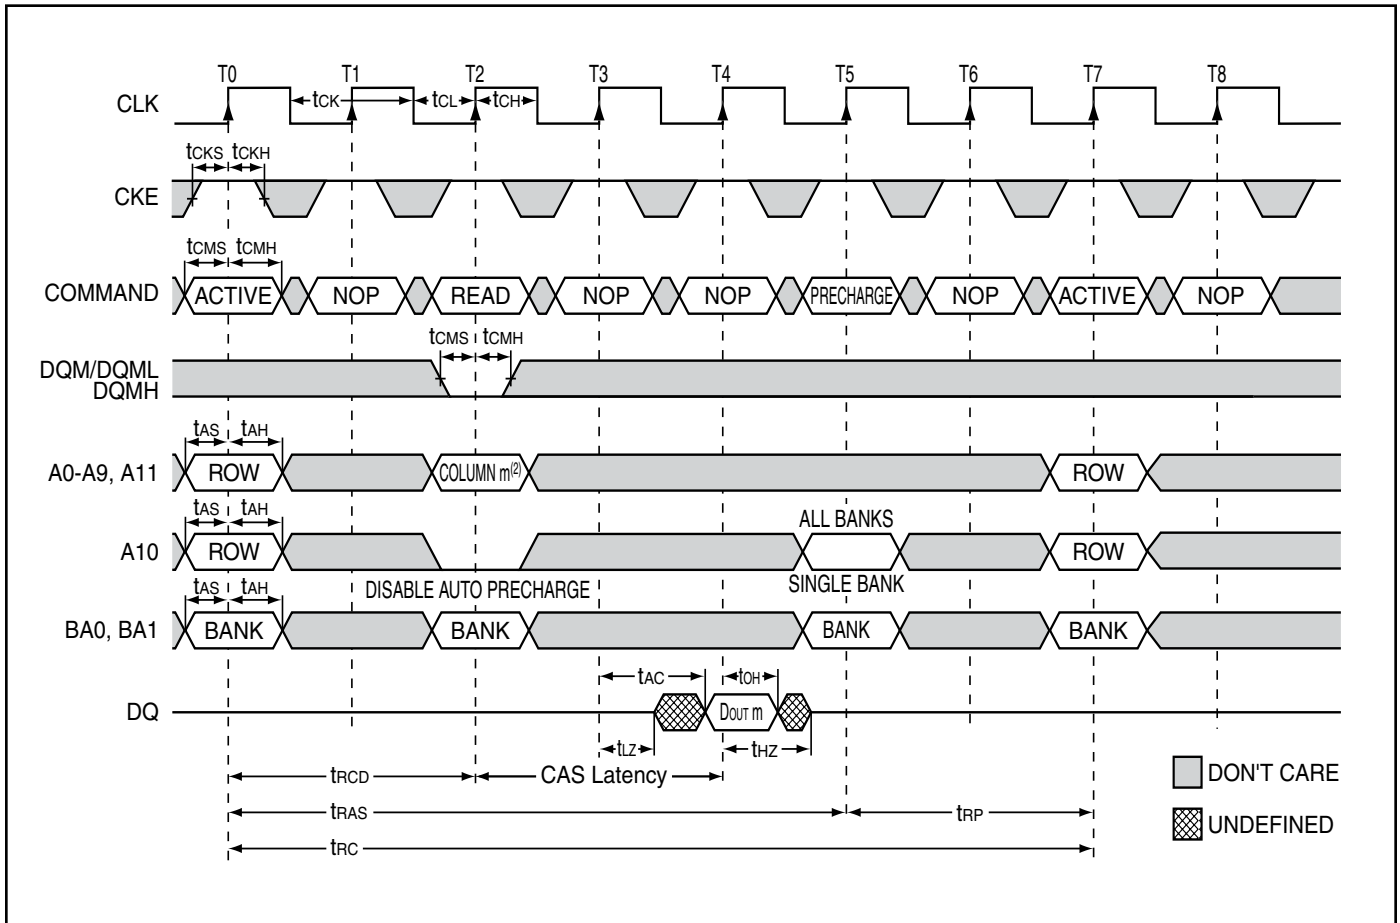 T0 T1 T2 T3 T4 T5 T6 T7 T8
CLK
tCK tCL tCH
tCKS tCKH
CKE
tCMS tCMH
COMMAND ACTIVE NOP READ NOP NOP PRECHARGE NOP ACTIVE NOP
tCMS tCMH
DQM/DQML
DQMH
tAS tAH
A0-A9, A11 ROW COLUMN m(2) ROW
tAS tAH ALL BANKS
A10 ROW ROW
DISABLE AUTO PRECHARGE SINGLE BANK
tAS tAH
BA0, BA1 BANK BANK BANK BANK
tAC tOH
DQ DOUT m
tLZ tHZ
tRCD CAS Latency
DON'T CARE
tRAS tRP
UNDEFINED
tRC